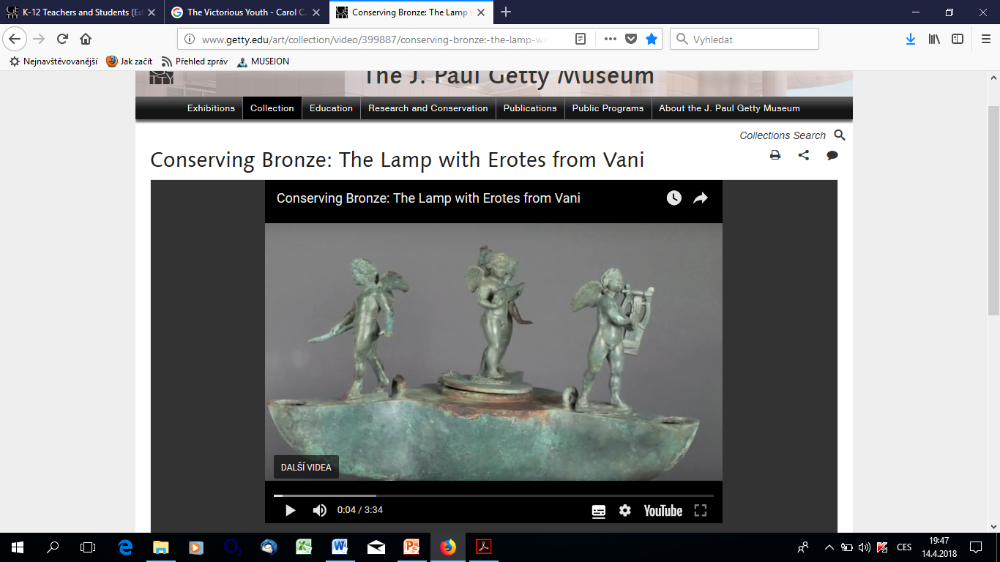 K-12 Teachers and Students (Ed
The Victorious Youth - Carol C.
Conserving Bronze: The Lamp w
www.getty.edu/art/collection/video/399887/conserving-bronze:-the-lamp-wi
Vyhledat
Nejnavštěvovanější
Jak začít
Přehled zpráv
MUSEION
The J. Paul Getty Museum
Exhibitions
Collection
Education
Research and Conservation
Publications
Public Programs
About the J. Paul Getty Museum
Collections Search
Conserving Bronze: The Lamp with Erotes from Vani
Conserving Bronze: The Lamp with Erotes from Vani
DALŠÍ VIDEA
0:04 / 3:34
YouTube
CES
19:47
14.4.2018